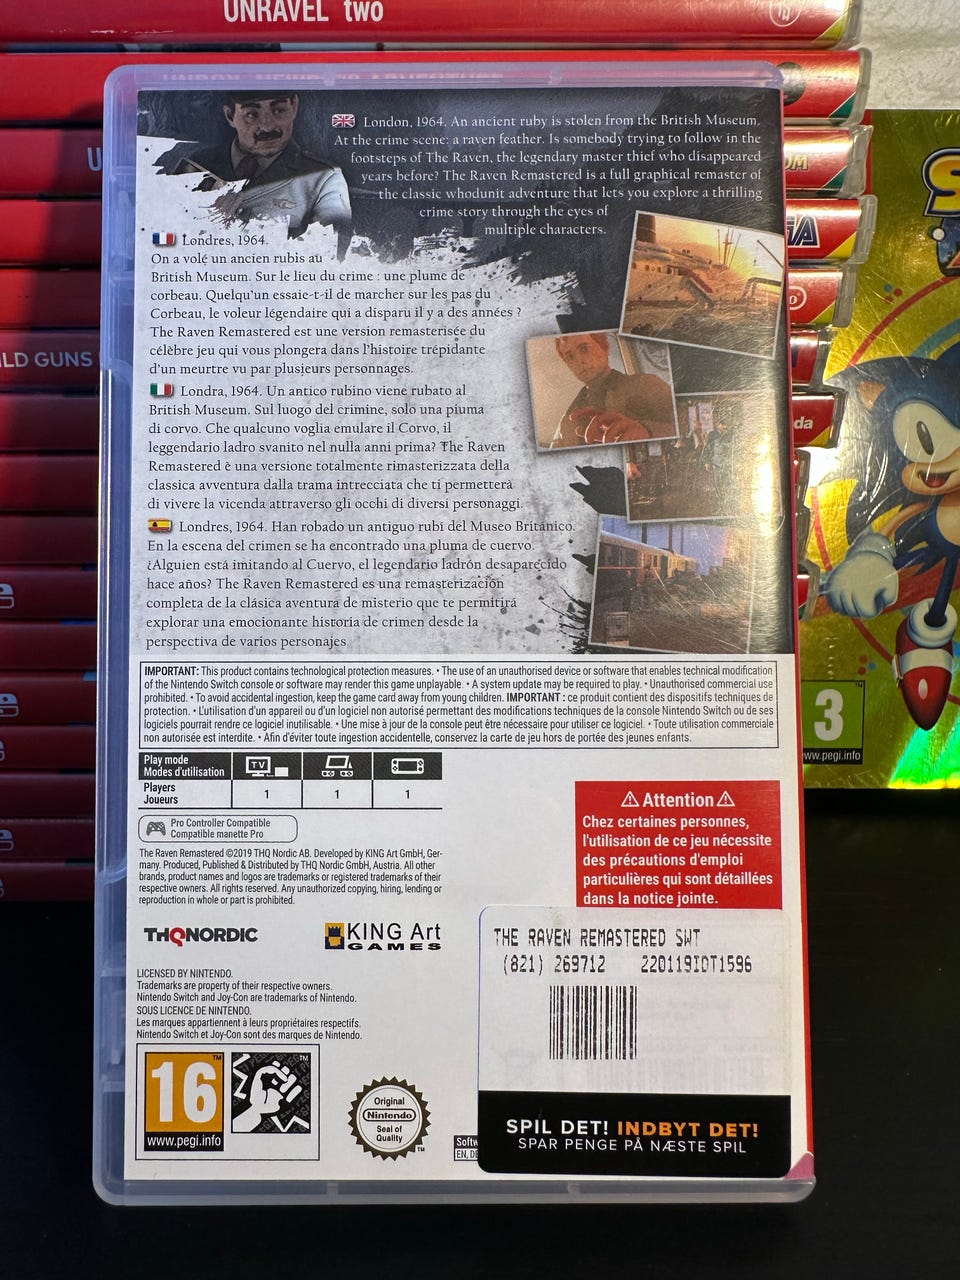 UNRAVEL two
London, 1964. An ancient ruby is stolen from the British Museum.
At the crime scene: a raven feather. Is somebody trying to follow in the
footsteps of The Raven, the legendary master thief who disappeared
years before? The Raven Remastered is a full graphical remaster of
the classic whodunit adventure that lets you explore a thrilling
crime story through the eyes of
multiple characters.
Londres, 1964.
On a volé un ancien rubis au
British Museum. Sur le lieu du crime : une plume de
corbeau. Quelqu'un essaie-t-il de marcher sur les pas du
Corbeau, le voleur légendaire qui a disparu il y a des années ?
The Raven Remastered est une version remasterisée du
célèbre jeu qui vous plongera dans l'histoire trépidante
d'un meurtre vu par plusieurs personnages.
LD GUNS
Londra, 1964. Un antico rubino viene rubato al
British Museum. Sul luogo del crimine, solo una piuma
di corvo. Che qualcuno voglia emulare il Corvo, il
leggendario ladro svanito nel nulla anni prima? The Raven
Remastered è una versione totalmente rimasterizzata della
classica avventura dalla trama intrecciata che ti permetterà
di vivere la vicenda attraverso gli occhi di diversi personaggi.
Londres, 1964. Han robado un antiguo rubí del Museo Británico.
En la escena del crimen se ha encontrado una pluma de cuervo.
¿Alguien está imitando al Cuervo, el legendario ladrón desaparecido
hace años? The Raven Remastered es una remasterización
completa de la clásica aventura de misterio que te permitirá
explorar una emocionante historia de crimen desde la
perspectiva de varios personajes.
IMPORTANT: This product contains technological protection measures. • The use of an unauthorised device or software that enables technical modification
of the Nintendo Switch console or software may render this game unplayable. • A system update may be required to play. • Unauthorised commercial use
prohibited. • To avoid accidental ingestion, keep the game card away from young children. IMPORTANT : ce produit contient des dispositifs techniques de
protection. • L'utilisation d'un appareil ou d'un logiciel non autorisé permettant des modifications techniques de la console Nintendo Switch ou de ses
logiciels pourrait rendre ce logiciel inutilisable. • Une mise à jour de la console peut être nécessaire pour utiliser ce logiciel. • Toute utilisation commerciale
non autorisée est interdite. • Afin d'éviter toute ingestion accidentelle, conservez la carte de jeu hors de portée des jeunes enfants.
Play mode
Modes d'utilisation
TV
Players
Joueurs
1 1 1
Pro Controller Compatible
Compatible manette Pro
The Raven Remastered ©2019 THQ Nordic AB. Developed by KING Art GmbH, Ger-
many. Produced, Published & Distributed by THQ Nordic GmbH, Austria. All other
brands, product names and logos are trademarks or registered trademarks of their
respective owners. All rights reserved. Any unauthorized copying, hiring, lending or
reproduction in whole or part is prohibited.
Attention
Chez certaines personnes,
l'utilisation de ce jeu nécessite
des précautions d'emploi
particulières qui sont détaillées
dans la notice jointe.
THQNORDIC
KING Art
GAMES
THE RAVEN REMASTERED SWT
(821) 269712 220119IDT1596
LICENSED BY NINTENDO.
Trademarks are property of their respective owners.
Nintendo Switch and Joy-Con are trademarks of Nintendo.
SOUS LICENCE DE NINTENDO.
Les marques appartiennent à leurs propriétaires respectifs.
Nintendo Switch et Joy-Con sont des marques de Nintendo.
16
www.pegi.info
Original
Nintendo
Seal of
Quality
TM
Softw
EN, DE
SPIL DET! INDBYT DET!
SPAR PENGE PÅ NÆSTE SPIL
3
www.pegi.info